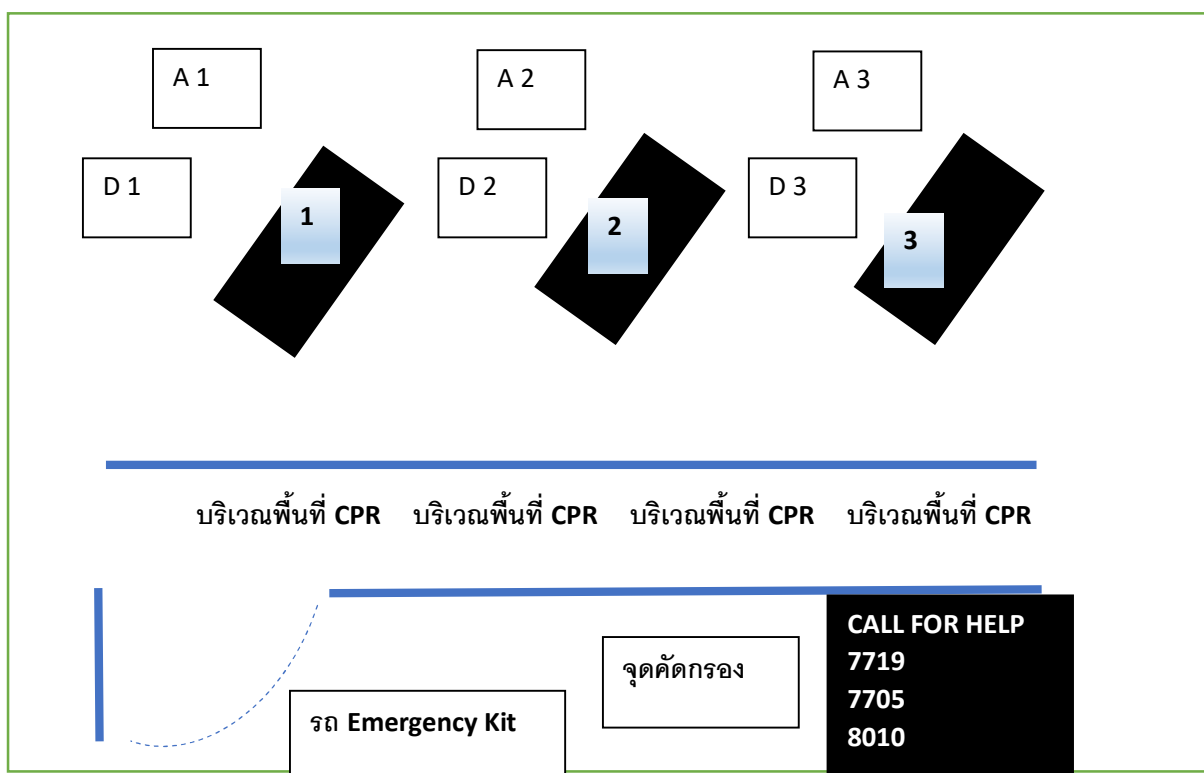 A 1
A 2
A 3
D 1
D 2
D 3
1
2
3
บริเวณพื้นที่ CPR บริเวณพื้นที่ CPR บริเวณพื้นที่ CPR บริเวณพื้นที่ CPR
CALL FOR HELP
7719
7705
8010
จุดคัดกรอง
รถ Emergency Kit